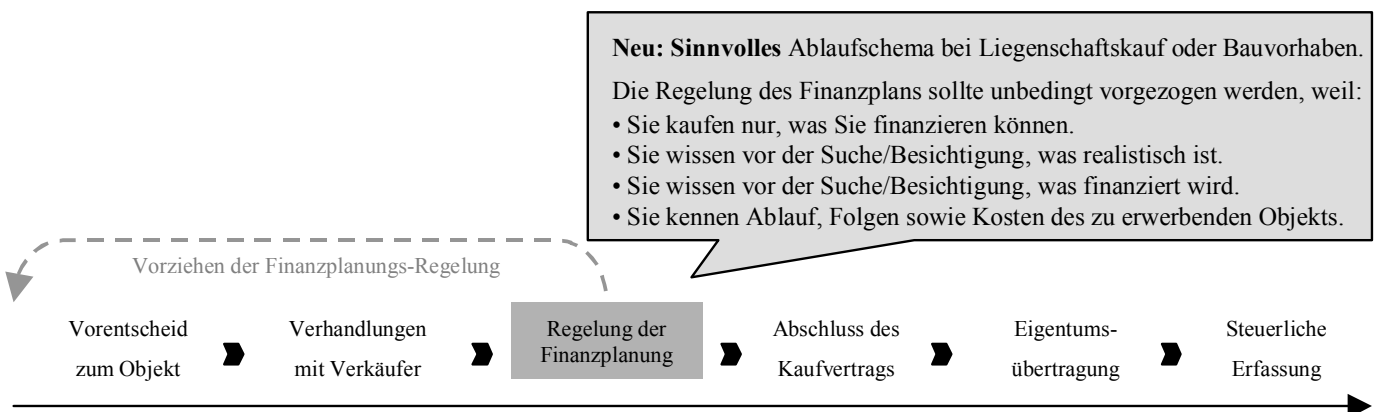 Neu: Sinnvolles Ablaufschema bei Liegenschaftskauf oder Bauvorhaben.
Die Regelung des Finanzplans sollte unbedingt vorgezogen werden, weil:
• Sie kaufen nur, was Sie finanzieren können.
• Sie wissen vor der Suche/Besichtigung, was realistisch ist.
• Sie wissen vor der Suche/Besichtigung, was finanziert wird.
• Sie kennen Ablauf, Folgen sowie Kosten des zu erwerbenden Objekts.
Vorziehen der Finanzplanungs-Regelung
Vorentscheid
zum Objekt
Verhandlungen
mit Verkäufer
Regelung der
Finanzplanung
Abschluss des
Kaufvertrags
Eigentums-
übertragung
Steuerliche
Erfassung